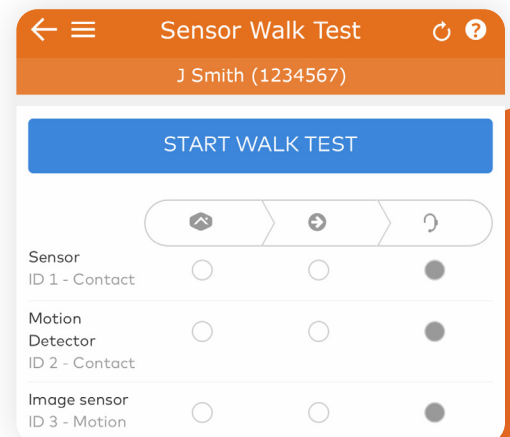 Sensor Walk Test
J Smith (1234567)
START WALK TEST
Sensor
ID 1 - Contact
Motion
Detector
ID 2 - Contact
Image sensor
ID 3 - Motion